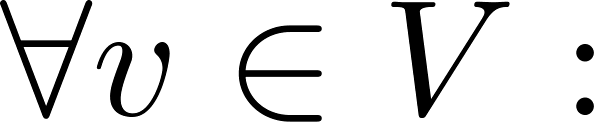 ∀v ∈ V :